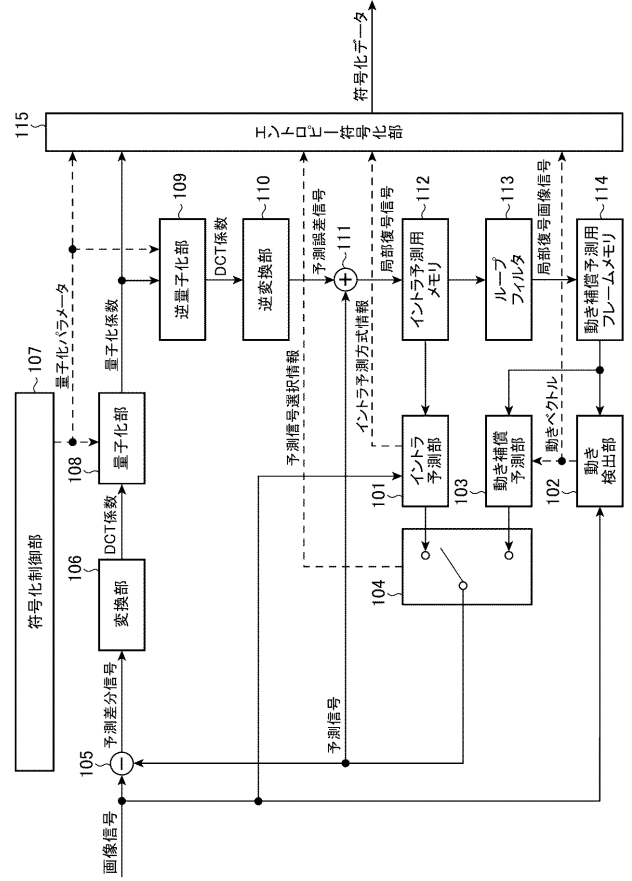 符号化制御部
107
画像信号
105
予測差分信号
106
変換部
DCT係数
108
量子化部
量子化係数
量子化パラメータ
109
逆量子化部
DCT係数
110
逆変換部
予測誤差信号
111
局部復号信号
112
イントラ予測用
メモリ
113
ループ
フィルタ
局部復号画像信号
114
動き補償予測用
フレームメモリ
115
エントロピー符号化部
符号化データ
予測信号選択情報
イントラ予測方式情報
動きベクトル
101
イントラ
予測部
103
動き補償
予測部
102
動き
検出部
104
予測信号